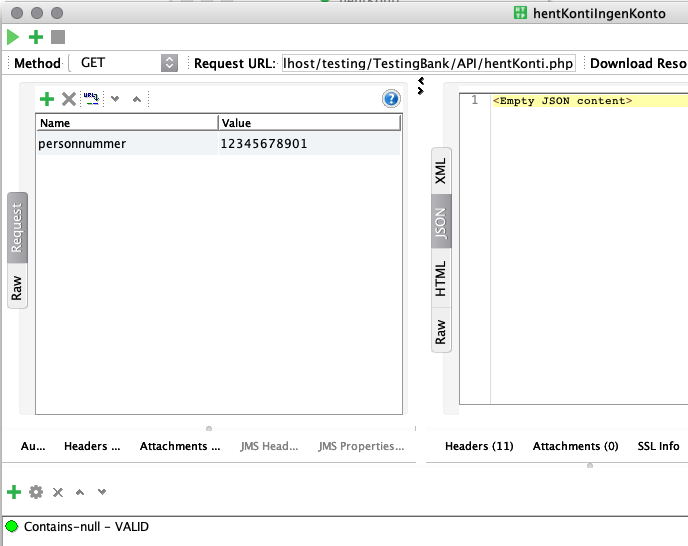 hentKontiIngenKonto
Method GET Request URL: lhost/testing/TestingBank/API/hentKonti.php Download Reso
Name Value
personnummer 12345678901
Request
Raw
1 <Empty JSON content>
XML
JSON
HTML
Raw
Au... Headers ... Attachments ... JMS Head... JMS Properties...
Headers (11) Attachments (0) SSL Info
Contains-null - VALID